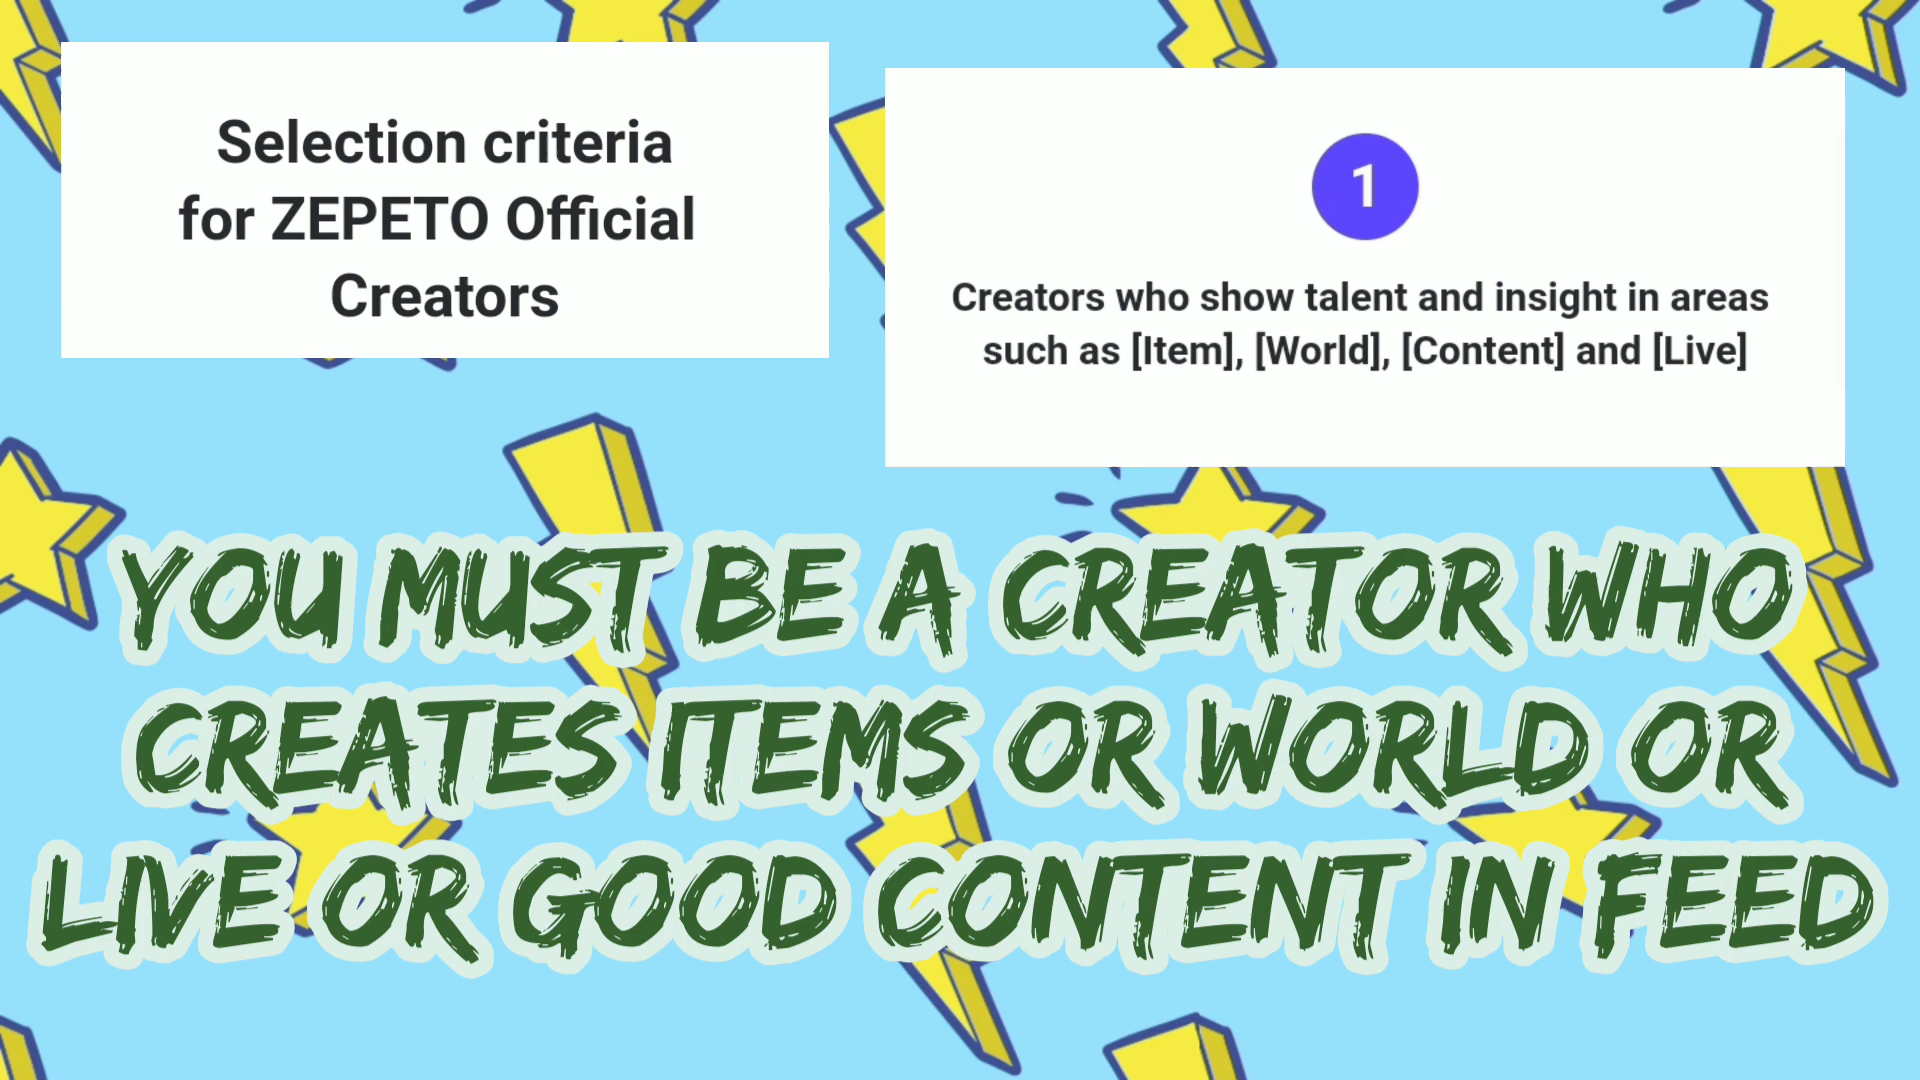 Selection criteria
for ZEPETO Official
Creators
1
Creators who show talent and insight in areas
such as [Item], [World], [Content] and [Live]
YOU MUST BE A CREATOR WHO
CREATES ITEMS OR WORLD OR
LIVE OR GOOD CONTENT IN FEED